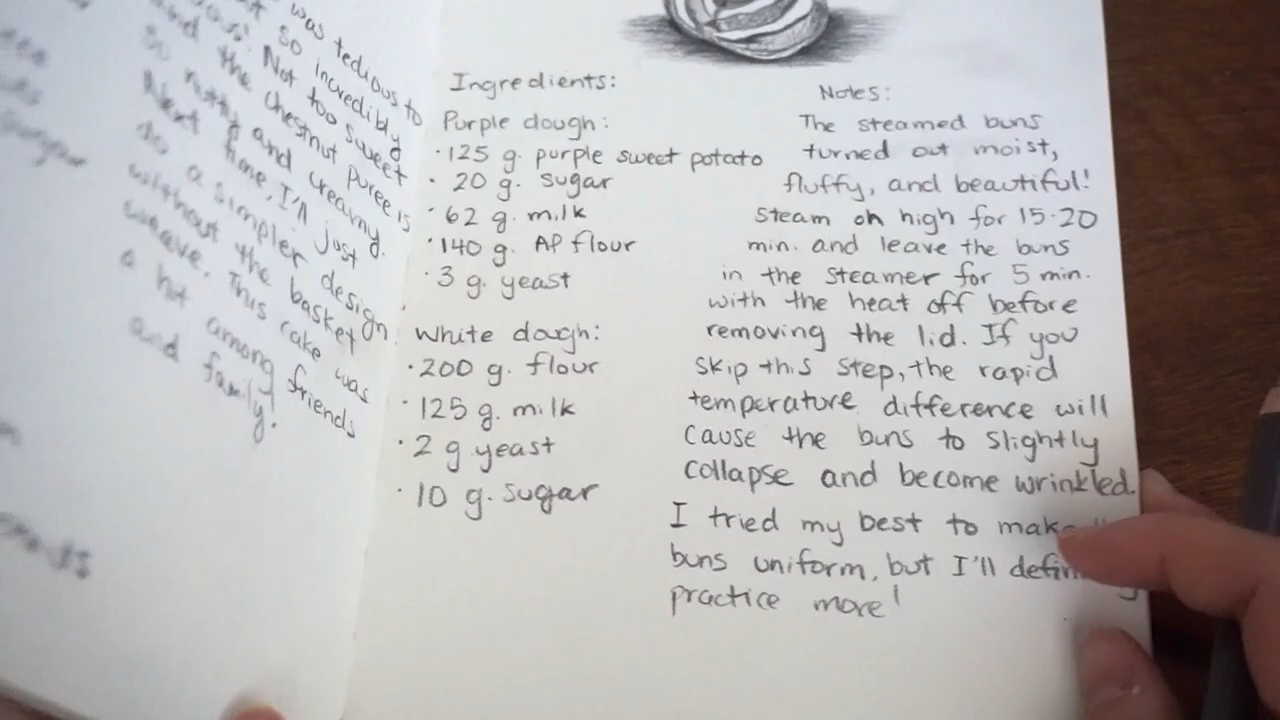 was tedious to
so incredibly
Not too sweet
and the chestnut puree is
so nutty and creamy.
Next time, I'll just
do a simpler design
without the basket
weave. This cake was
a hit among friends
and family!
sugar
Ingredients:
Purple dough:
· 125 g. purple sweet potato
· 20 g. sugar
· 62 g. milk
· 140 g. AP flour
· 3 g. yeast
White dough:
· 200 g. flour
· 125 g. milk
· 2 g. yeast
· 10 g. sugar
Notes:
The steamed buns
turned out moist,
fluffy, and beautiful!
Steam on high for 15-20
min. and leave the buns
in the steamer for 5 min.
with the heat off before
removing the lid. If you
skip this step, the rapid
temperature difference will
cause the buns to slightly
collapse and become wrinkled.
I tried my best to make
buns uniform, but I'll
practice more!